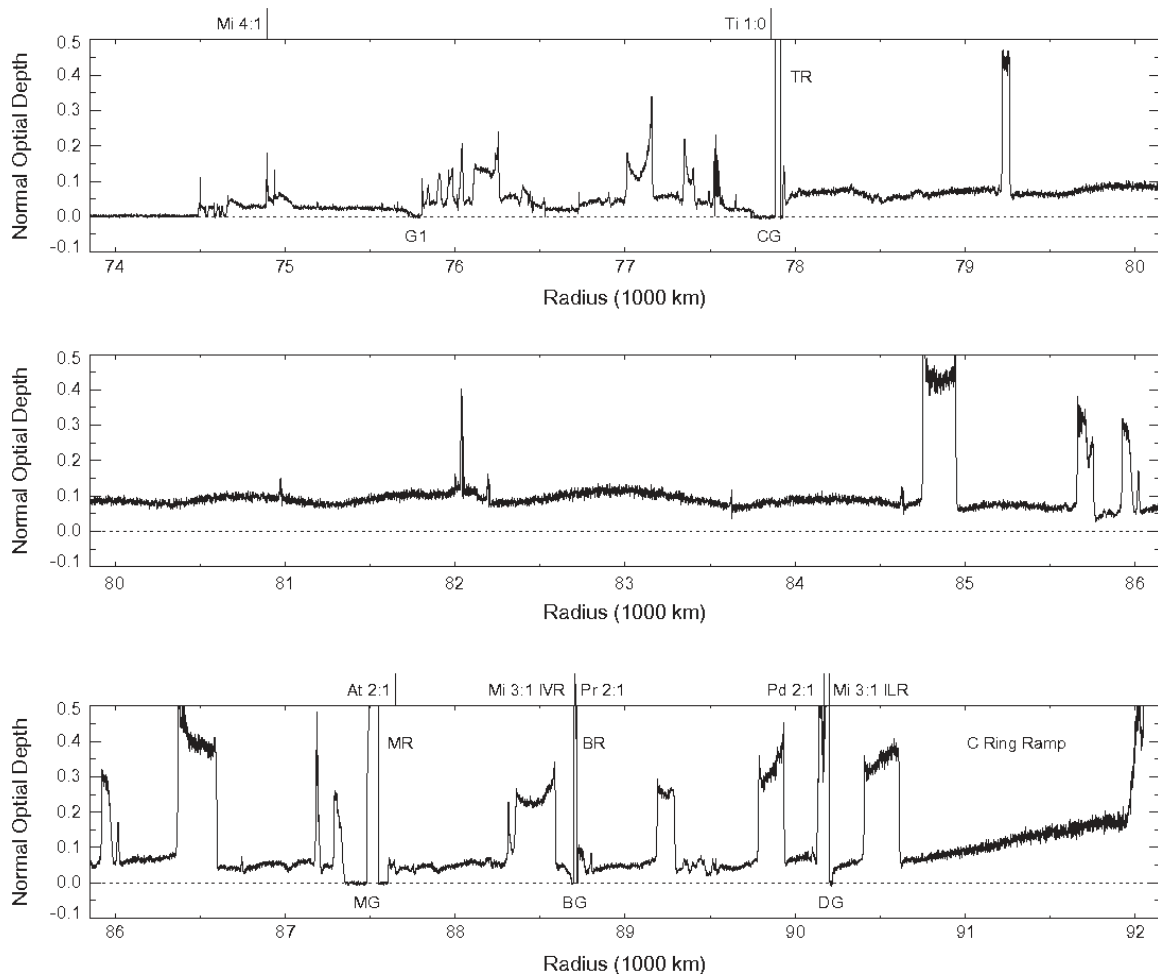 Mi 4:1 Ti 1:0
0.5
0.4
0.3
0.2
0.1
0.0
-0.1
Normal Optial Depth
TR
G1 CG
74 75 76 77 78 79 80
Radius (1000 km)
0.5
0.4
0.3
0.2
0.1
0.0
-0.1
Normal Optial Depth
80 81 82 83 84 85 86
Radius (1000 km)
At 2:1 Mi 3:1 IVR Pr 2:1 Pd 2:1 Mi 3:1 ILR
0.5
0.4
0.3
0.2
0.1
0.0
-0.1
Normal Optial Depth
MR BR C Ring Ramp
MG BG DG
86 87 88 89 90 91 92
Radius (1000 km)